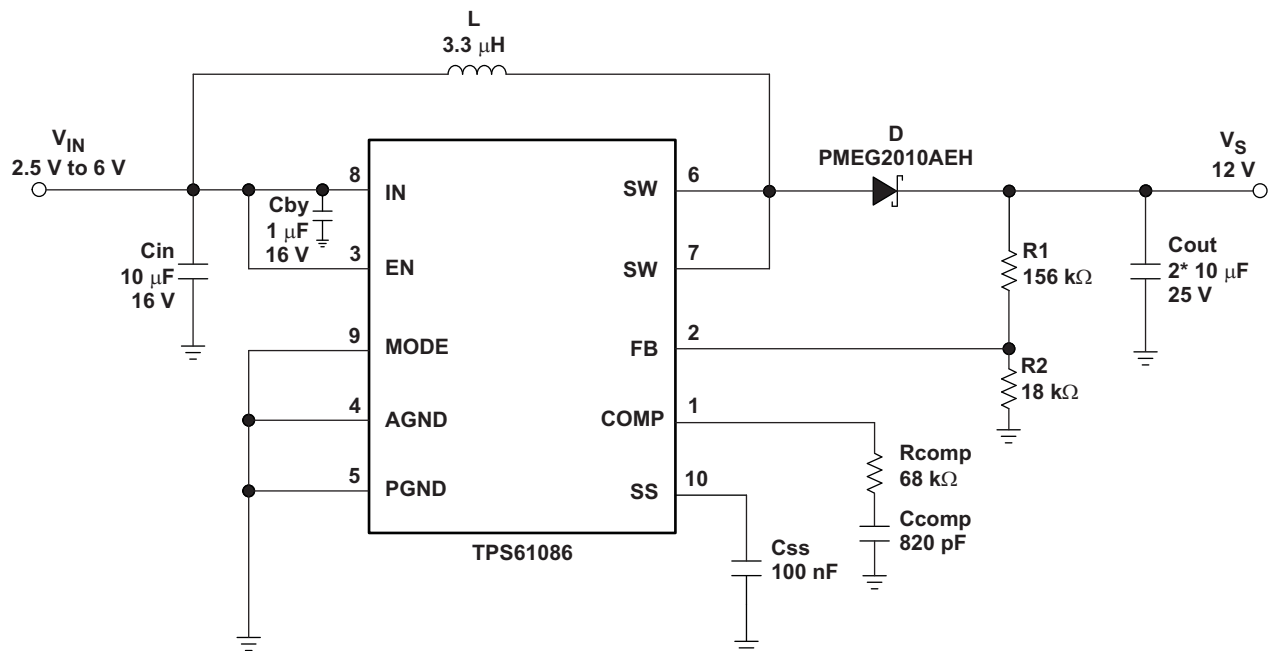 L
3.3 μH
VIN
2.5 V to 6 V
D
PMEG2010AEH
VS
12 V
8
IN
SW
6
Cby
1 μF
16 V
Cin
10 μF
16 V
3
EN
SW
7
R1
156 kΩ
Cout
2* 10 μF
25 V
9
MODE
FB
2
R2
18 kΩ
4
AGND
COMP
1
Rcomp
68 kΩ
5
PGND
SS
10
Ccomp
820 pF
TPS61086
Css
100 nF